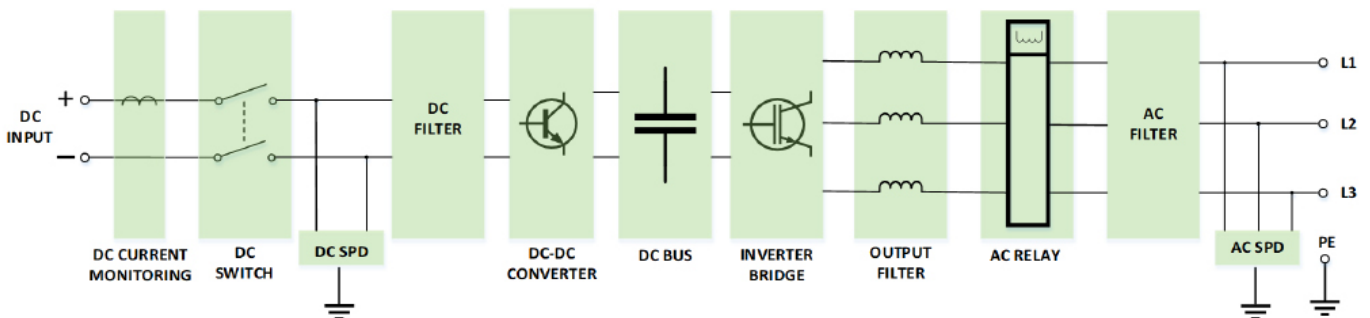 +
DC
INPUT
−
DC CURRENT
MONITORING
DC
SWITCH
DC SPD
DC
FILTER
DC-DC
CONVERTER
DC BUS
INVERTER
BRIDGE
OUTPUT
FILTER
AC RELAY
AC
FILTER
AC SPD
L1
L2
L3
PE